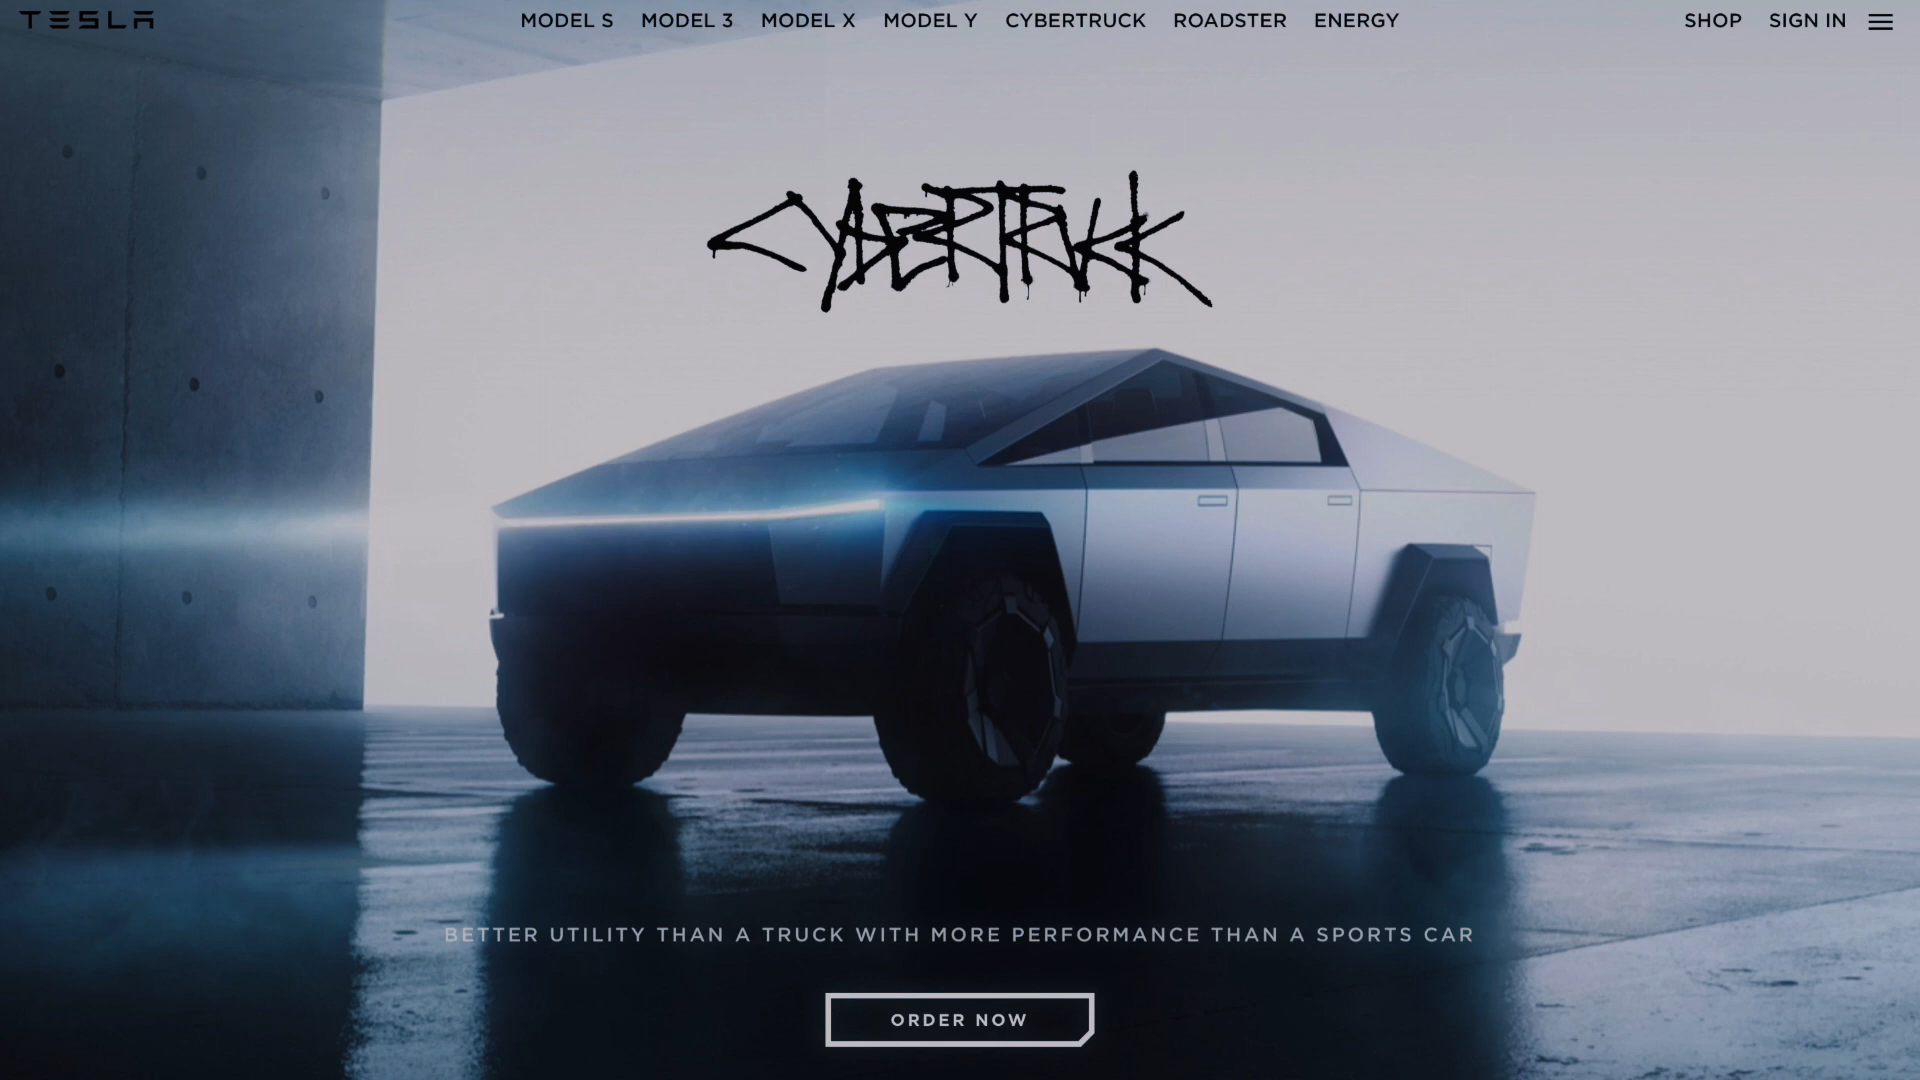 TESLA
MODEL S MODEL 3 MODEL X MODEL Y CYBERTRUCK ROADSTER ENERGY
SHOP SIGN IN
CYBERTRUCK
BETTER UTILITY THAN A TRUCK WITH MORE PERFORMANCE THAN A SPORTS CAR
ORDER NOW